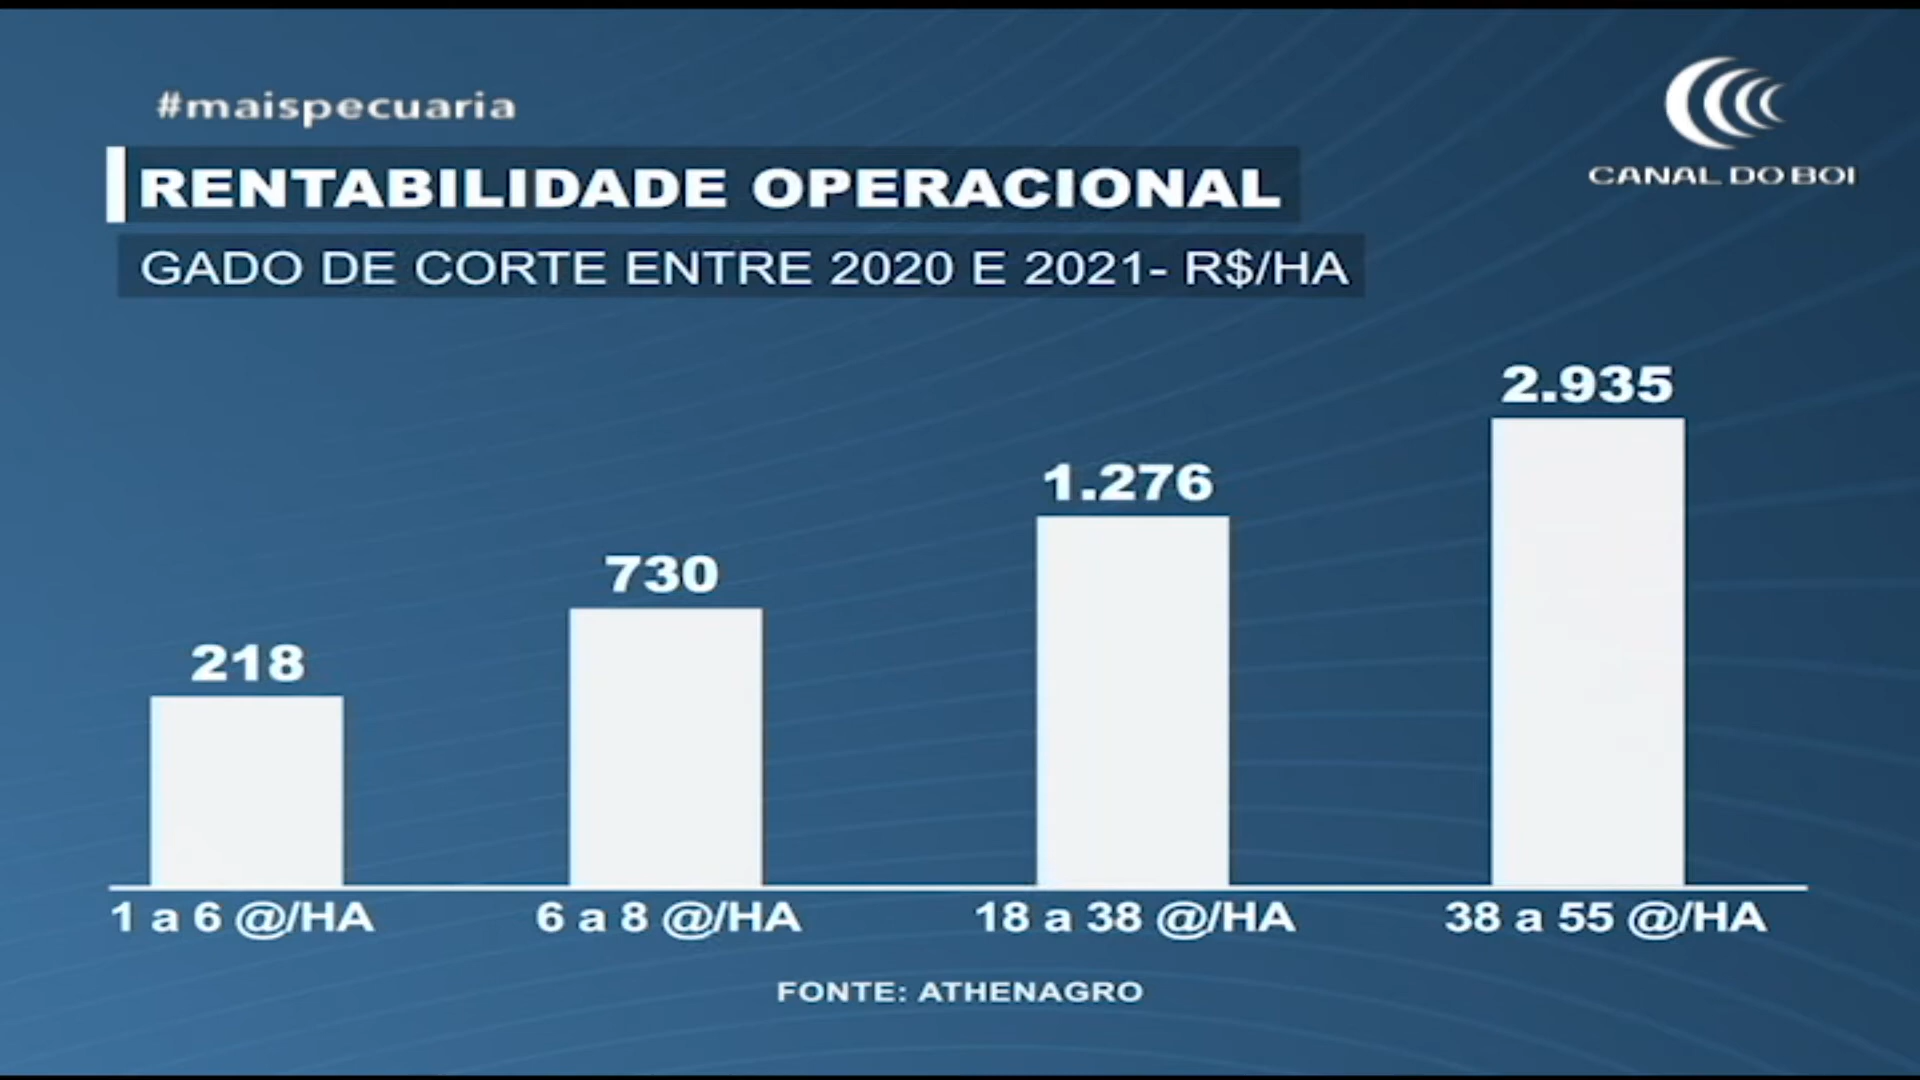 #maispecuaria
CANAL DO BOI
RENTABILIDADE OPERACIONAL
GADO DE CORTE ENTRE 2020 E 2021- R$/HA
218
730
1.276
2.935
1 a 6 @/HA
6 a 8 @/HA
18 a 38 @/HA
38 a 55 @/HA
FONTE: ATHENAGRO